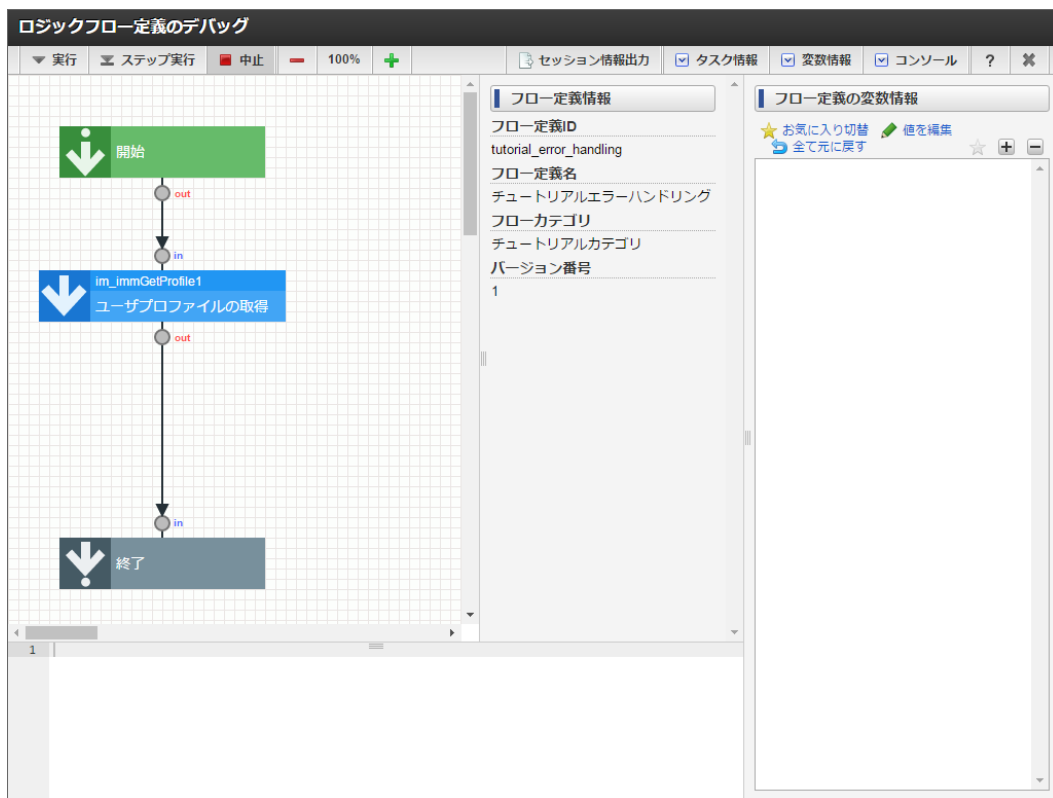 ロジックフロー定義のデバッグ
実行 ステップ実行 中止 100% セッション情報出力 タスク情報 変数情報 コンソール ?
開始
out
in
im_immGetProfile1
ユーザプロファイルの取得
out
in
終了
フロー定義情報
フロー定義ID
tutorial_error_handling
フロー定義名
チュートリアルエラーハンドリング
フローカテゴリ
チュートリアルカテゴリ
バージョン番号
1
フロー定義の変数情報
お気に入り切替 値を編集
全て元に戻す
1